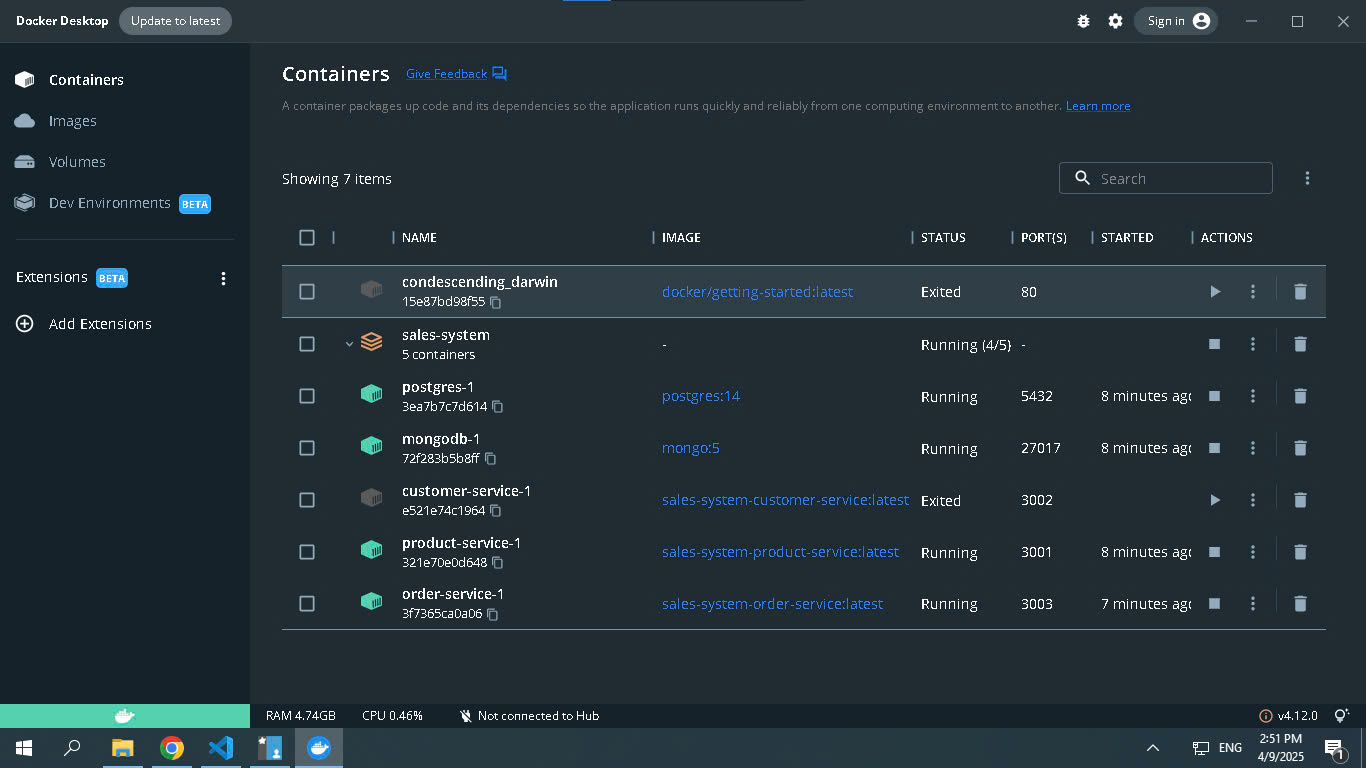 Docker Desktop Update to latest Sign in
Containers
Images
Volumes
Dev Environments BETA
Extensions BETA
Add Extensions
Containers Give Feedback
A container packages up code and its dependencies so the application runs quickly and reliably from one computing environment to another. Learn more
Showing 7 items Search
NAME IMAGE STATUS PORT(S) STARTED ACTIONS
condescending_darwin
15e87bd98f55 docker/getting-started:latest Exited 80
sales-system
5 containers - Running (4/5) -
postgres-1
3ea7b7c7d614 postgres:14 Running 5432 8 minutes agc
mongodb-1
72f283b5b8ff mongo:5 Running 27017 8 minutes agc
customer-service-1
e521e74c1964 sales-system-customer-service:latest Exited 3002
product-service-1
321e70e0d648 sales-system-product-service:latest Running 3001 8 minutes agc
order-service-1
3f7365ca0a06 sales-system-order-service:latest Running 3003 7 minutes agc
RAM 4.74GB CPU 0.46% Not connected to Hub v4.12.0
ENG
2:51 PM
4/9/2025
1